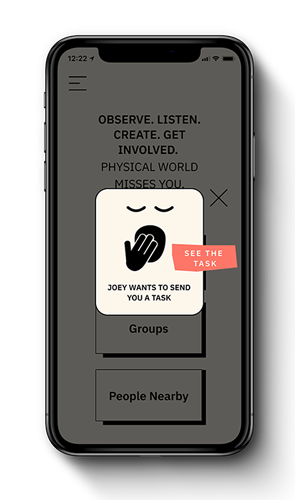 12:22
OBSERVE. LISTEN.
CREATE. GET
INVOLVED.
PHYSICAL WORLD
MISSES YOU.
SEE THE
TASK
JOEY WANTS TO SEND
YOU A TASK
Groups
People Nearby